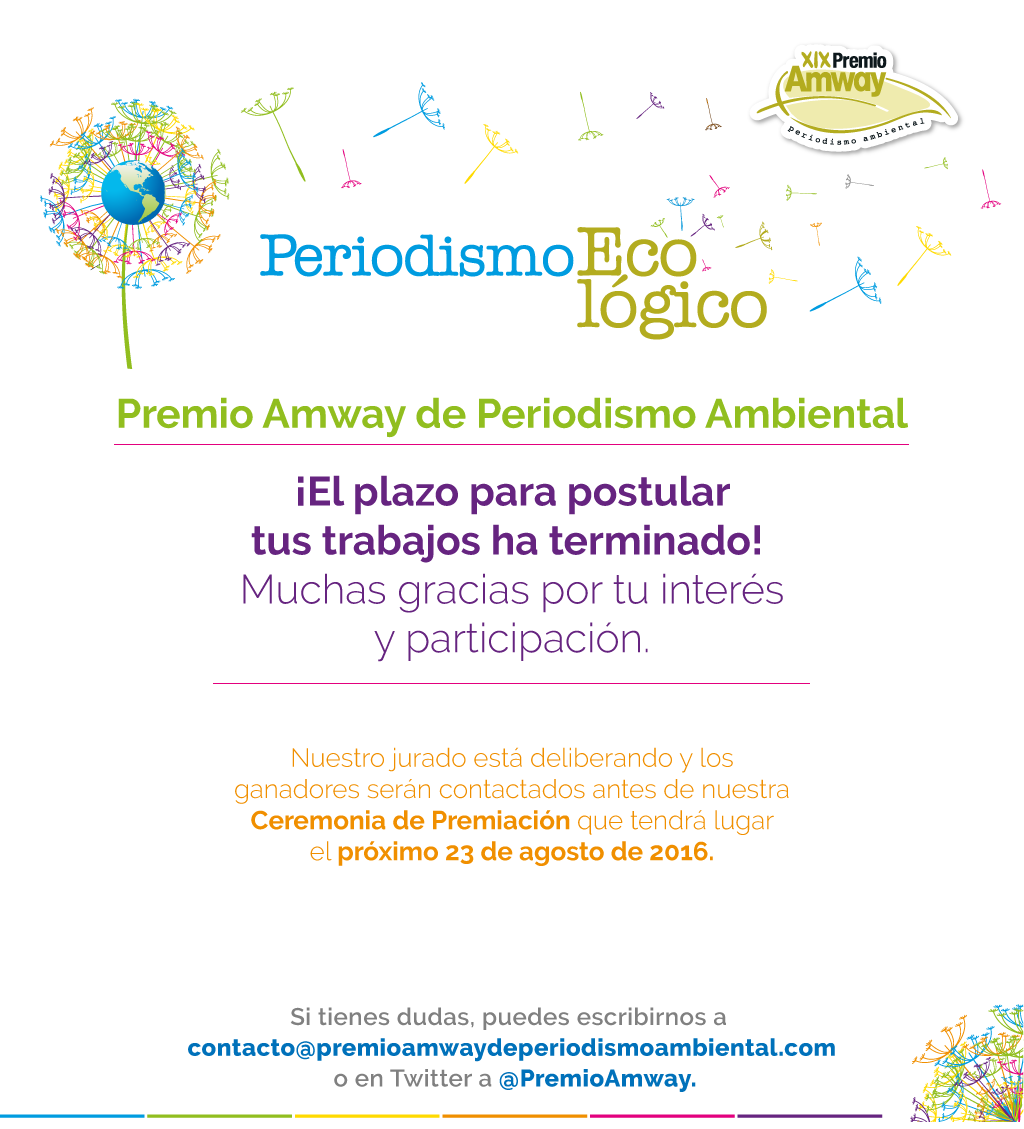 XIX Premio
Amway
periodismo ambiental
Periodismo Eco
lógico
Premio Amway de Periodismo Ambiental
¡El plazo para postular
tus trabajos ha terminado!
Muchas gracias por tu interés
y participación.
Nuestro jurado está deliberando y los
ganadores serán contactados antes de nuestra
Ceremonia de Premiación que tendrá lugar
el próximo 23 de agosto de 2016.
Si tienes dudas, puedes escribirnos a
contacto@premioamwaydeperiodismoambiental.com
o en Twitter a @PremioAmway.